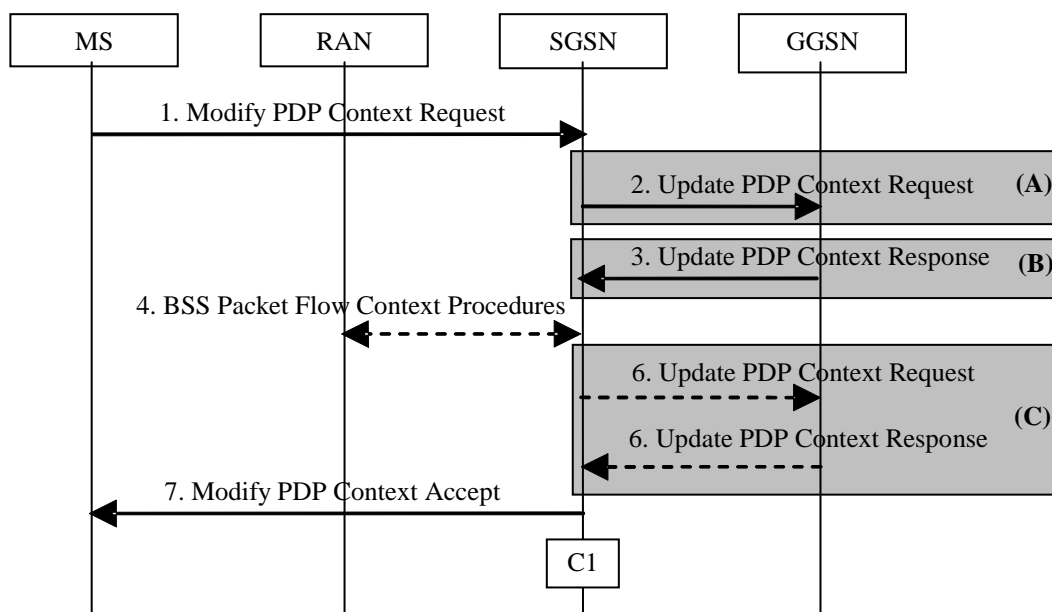 MS RAN SGSN GGSN
1. Modify PDP Context Request
2. Update PDP Context Request (A)
3. Update PDP Context Response (B)
4. BSS Packet Flow Context Procedures
6. Update PDP Context Request
(C)
6. Update PDP Context Response
7. Modify PDP Context Accept
C1